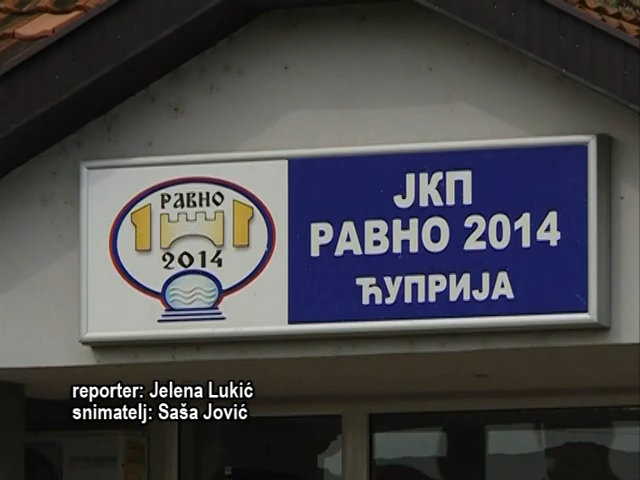 РАВНО
2014
ЈКП
РАВНО 2014
ЋУПРИЈА
reporter: Jelena Lukić
snimatelj: Saša Jović